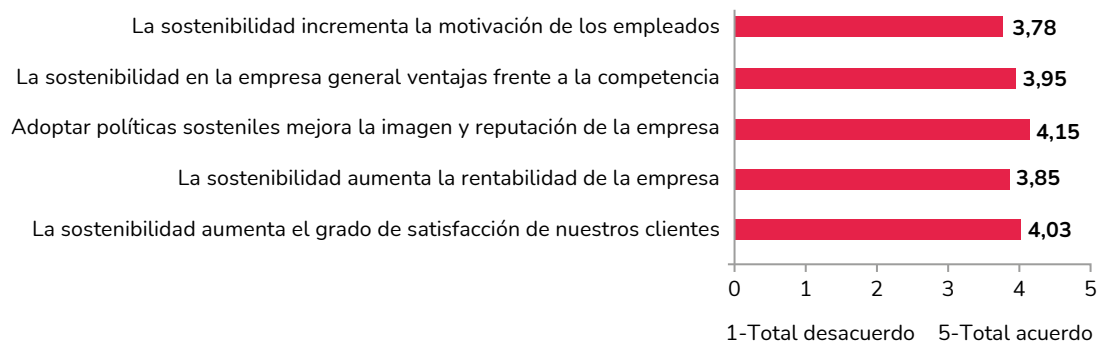 La sostenibilidad incrementa la motivación de los empleados 3,78
La sostenibilidad en la empresa general ventajas frente a la competencia 3,95
Adoptar políticas sosteniles mejora la imagen y reputación de la empresa 4,15
La sostenibilidad aumenta la rentabilidad de la empresa 3,85
La sostenibilidad aumenta el grado de satisfacción de nuestros clientes 4,03
0 1 2 3 4 5
1-Total desacuerdo 5-Total acuerdo